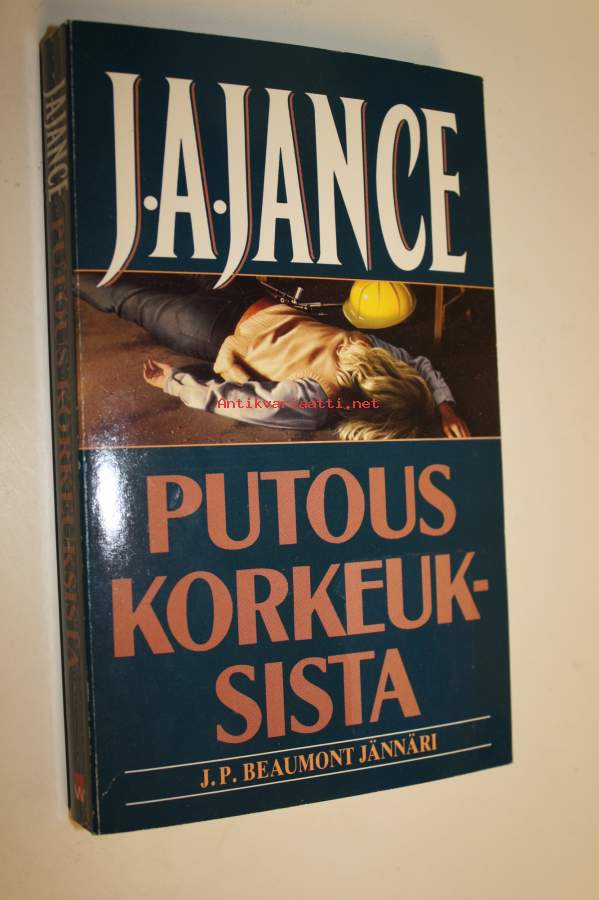 J.A.JANCE
Antikvariaatti.net
PUTOUS
KORKEUK-
SISTA
J.P. BEAUMONT JÄNNÄRI
J.A.JANCE PUTOUS KORKEUKSISTA
W